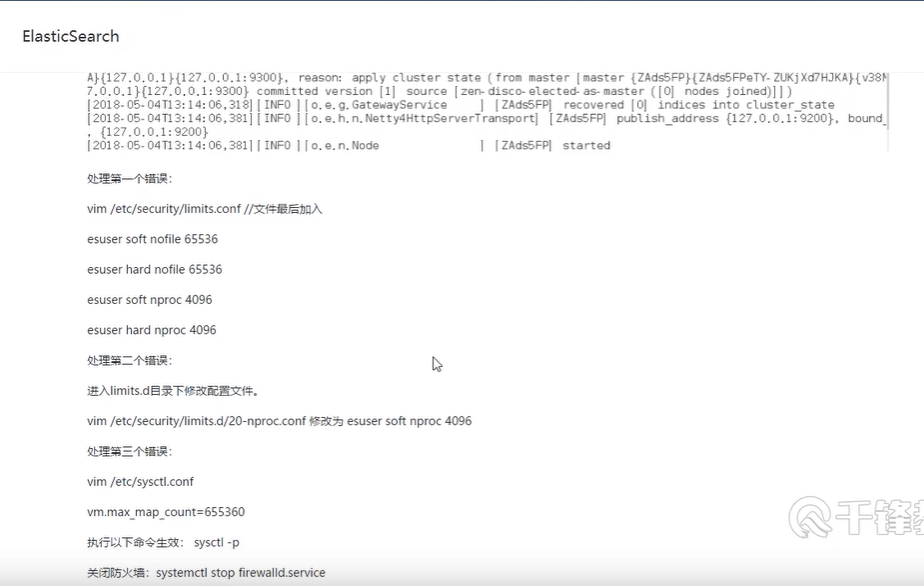 ElasticSearch
A}{127.0.0.1}{127.0.0.1:9300}, reason: apply cluster state (from master [master {ZAds5FP}{ZAds5FPeTY-ZUKjXd7HJKA}{v38M
7.0.0.1}{127.0.0.1:9300} committed version [1] source [zen-disco-elected-as-master ([0] nodes joined)]])
[2018-05-04T13:14:06,318][INFO ][o.e.g.GatewayService     ] [ZAds5FP] recovered [0] indices into cluster_state
[2018-05-04T13:14:06,381][INFO ][o.e.h.n.Netty4HttpServerTransport] [ZAds5FP] publish_address {127.0.0.1:9200}, bound_
, {127.0.0.1:9200}
[2018-05-04T13:14:06,381][INFO ][o.e.n.Node               ] [ZAds5FP] started
处理第一个错误：
vim /etc/security/limits.conf //文件最后加入
esuser soft nofile 65536
esuser hard nofile 65536
esuser soft nproc 4096
esuser hard nproc 4096
处理第二个错误：
进入limits.d目录下修改配置文件。
vim /etc/security/limits.d/20-nproc.conf 修改为 esuser soft nproc 4096
处理第三个错误：
vim /etc/sysctl.conf
vm.max_map_count=655360
执行以下命令生效： sysctl -p
关闭防火墙：systemctl stop firewalld.service
千锋教